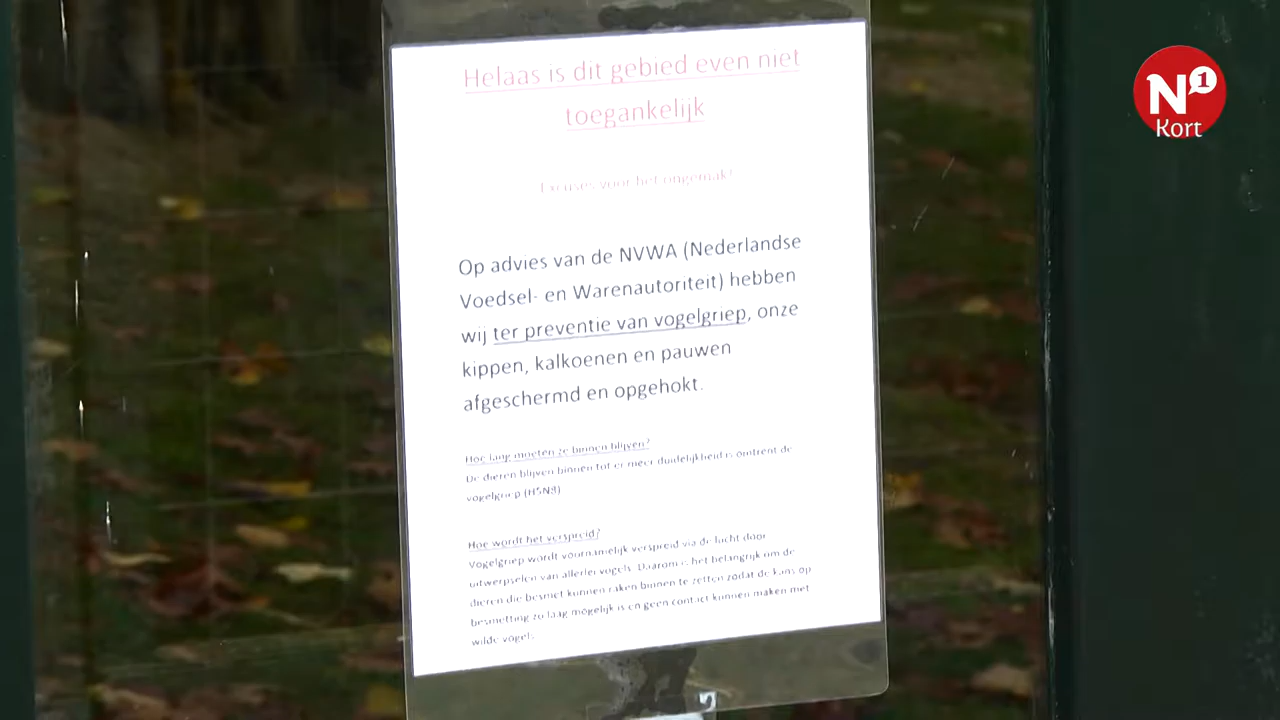 Helaas is dit gebied even niet
toegankelijk
Excuses voor het ongemak!
Op advies van de NVWA (Nederlandse
Voedsel- en Warenautoriteit) hebben
wij ter preventie van vogelgriep, onze
kippen, kalkoenen en pauwen
afgeschermd en opgehokt.
Hoe lang moeten ze binnen blijven?
De dieren blijven binnen tot er meer duidelijkheid is omtrent de
vogelgriep (H5N8)
Hoe wordt het verspreid?
Vogelgriep wordt voornamelijk verspreid via de lucht door
uitwerpselen van allerlei vogels. Daarom is het belangrijk om de
dieren die besmet kunnen raken binnen te zetten zodat de kans op
besmetting zo laag mogelijk is en geen contact kunnen maken met
wilde vogels.
N1
Kort